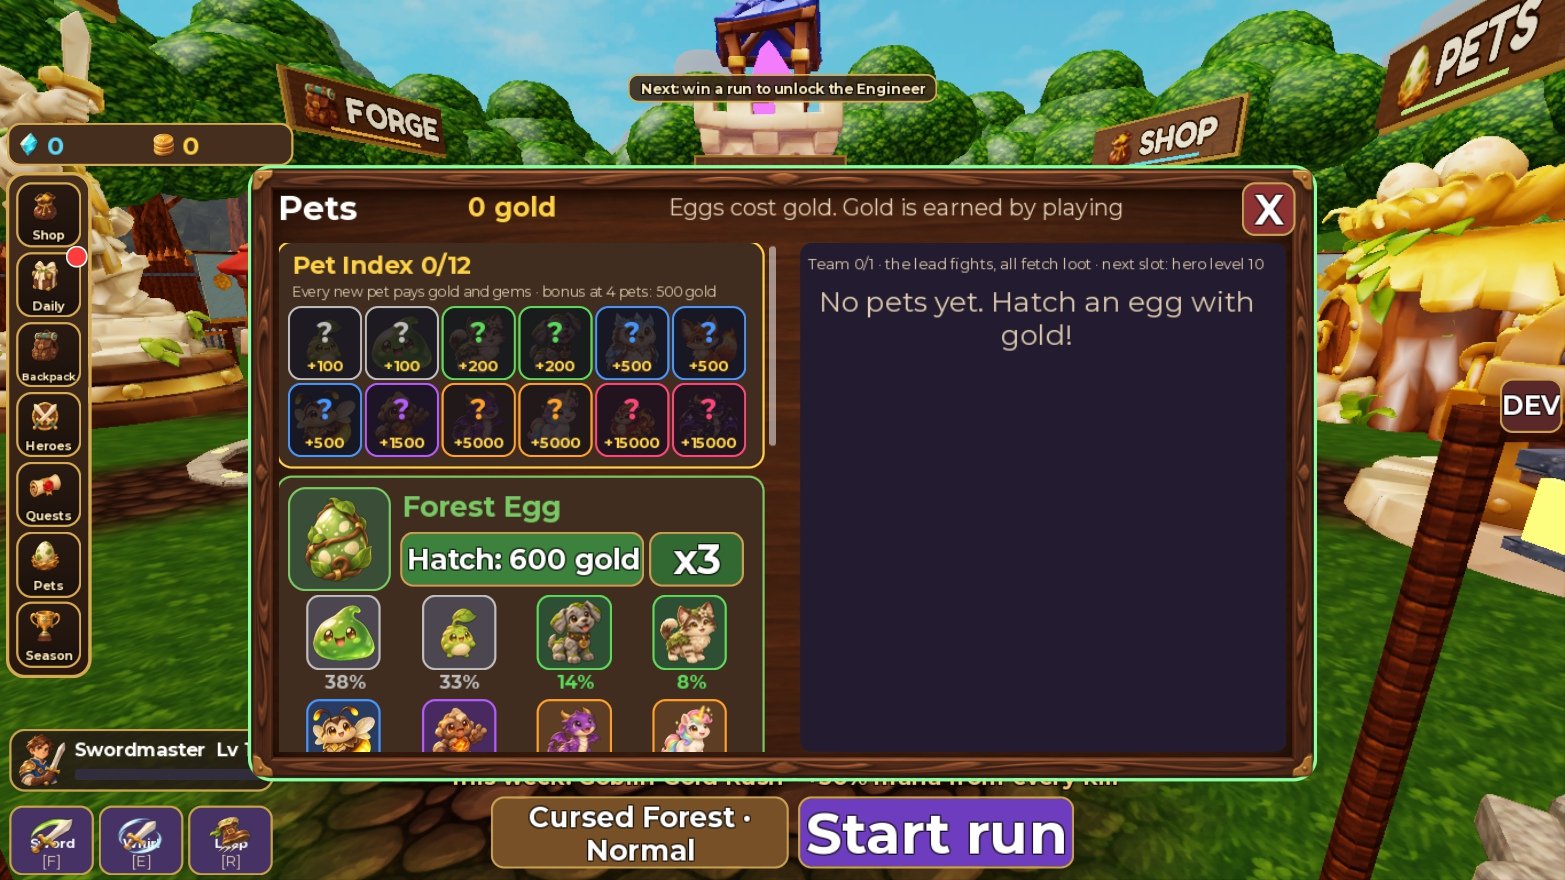 PETS
Next: win a run to unlock the Engineer
FORGE
SHOP
0
0
Pets
0 gold
Eggs cost gold. Gold is earned by playing
X
Shop
Daily
Backpack
Heroes
Quests
Pets
Season
Pet Index 0/12
Every new pet pays gold and gems · bonus at 4 pets: 500 gold
? ? ? ? ? ?
+100 +100 +200 +200 +500 +500
? ? ? ? ? ?
+500 +1500 +5000 +5000 +15000 +15000
Team 0/1 · the lead fights, all fetch loot · next slot: hero level 10
No pets yet. Hatch an egg with
gold!
DEV
Forest Egg
Hatch: 600 gold
x3
38% 33% 14% 8%
Swordmaster Lv
Sword
[F]
Whirl
[E]
Leap
[R]
Cursed Forest ·
Normal
Start run